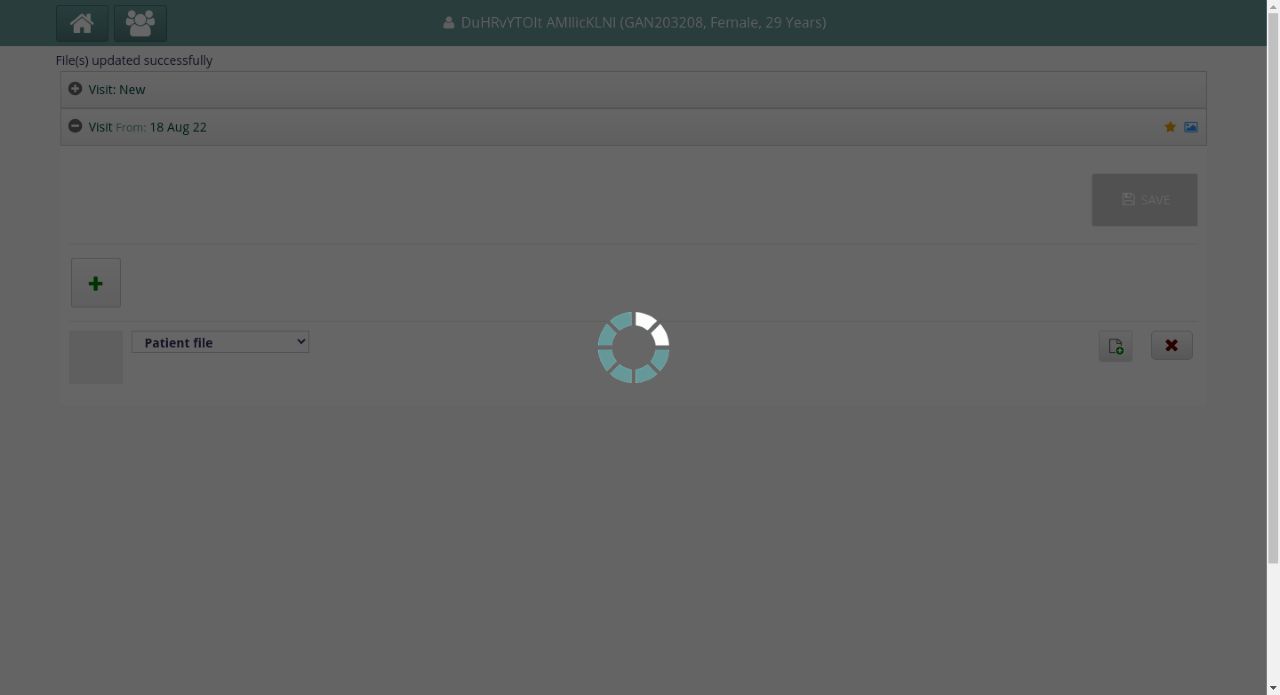 DuHRvYTOIt AMIlicKLNI (GAN203208, Female, 29 Years)
File(s) updated successfully
Visit: New
Visit From: 18 Aug 22
SAVE
Patient file